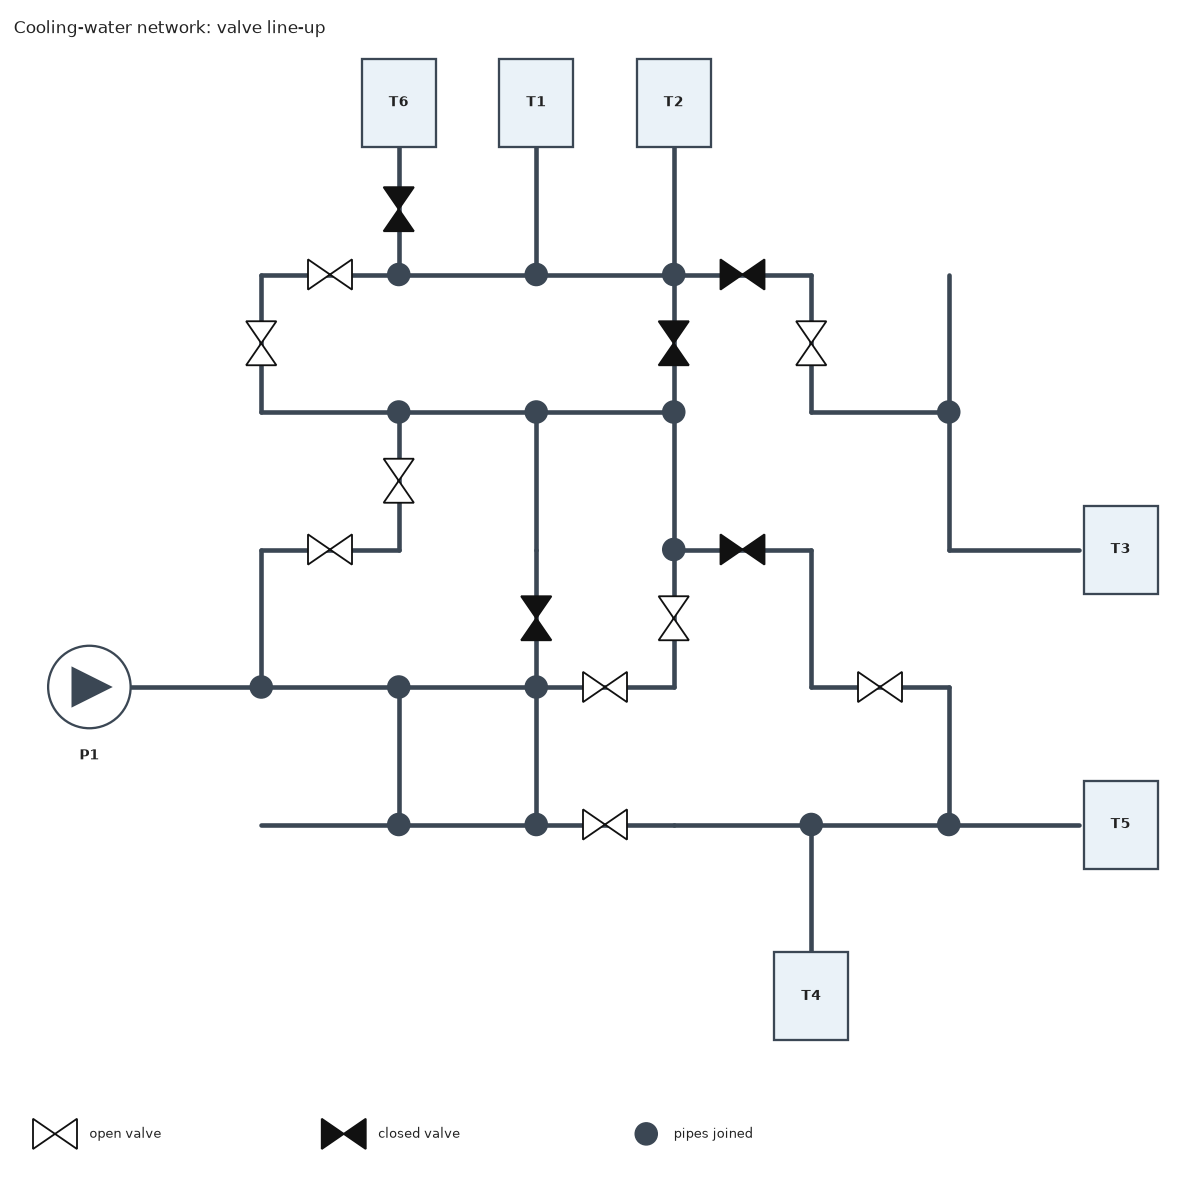 Cooling-water network: valve line-up
T6
T1
T2
T3
P1
T5
T4
open valve
closed valve
pipes joined